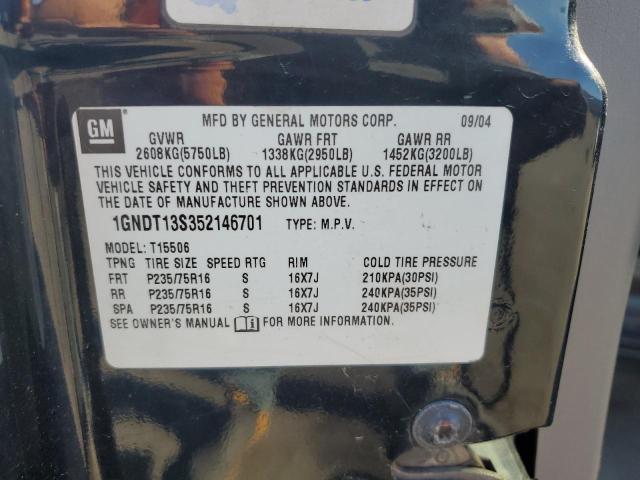 GM
MFD BY GENERAL MOTORS CORP. 09/04
GVWR GAWR FRT GAWR RR
2608KG(5750LB) 1338KG(2950LB) 1452KG(3200LB)
THIS VEHICLE CONFORMS TO ALL APPLICABLE U.S. FEDERAL MOTOR
VEHICLE SAFETY AND THEFT PREVENTION STANDARDS IN EFFECT ON
THE DATE OF MANUFACTURE SHOWN ABOVE.
1GNDT13S352146701 TYPE: M.P.V.
MODEL: T15506
TPNG TIRE SIZE SPEED RTG RIM COLD TIRE PRESSURE
FRT P235/75R16 S 16X7J 210KPA(30PSI)
RR P235/75R16 S 16X7J 240KPA(35PSI)
SPA P235/75R16 S 16X7J 240KPA(35PSI)
SEE OWNER'S MANUAL i FOR MORE INFORMATION.